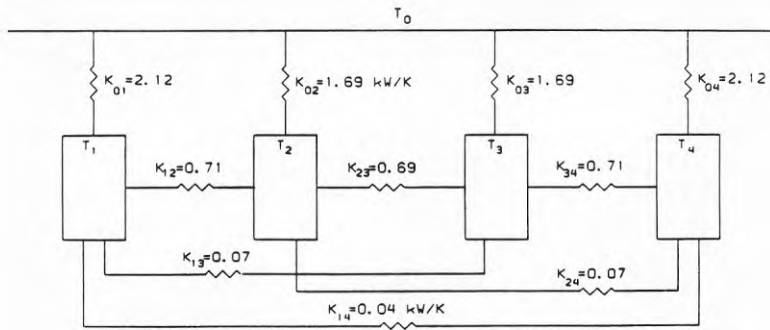 T₀
K₀₁=2.12
K₀₂=1.69 kW/K
K₀₃=1.69
K₀₄=2.12
T₁
T₂
T₃
T₄
K₁₂=0.71
K₂₃=0.69
K₃₄=0.71
K₁₃=0.07
K₂₄=0.07
K₁₄=0.04 kW/K